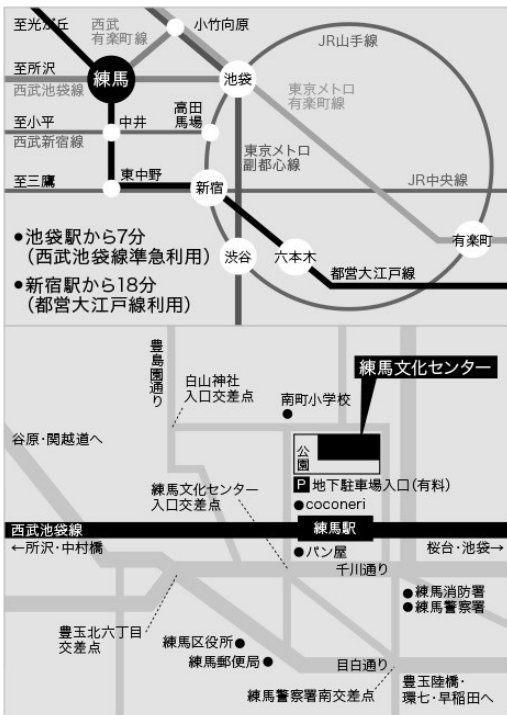 至光が丘
西武
有楽町線
小竹向原
JR山手線
至所沢
練馬
池袋
西武池袋線
東京メトロ
有楽町線
高田
馬場
至小平
中井
西武新宿線
東京メトロ
副都心線
東中野
至三鷹
新宿
JR中央線
●池袋駅から7分
(西武池袋線準急利用)
渋谷
六本木
有楽町
●新宿駅から18分
(都営大江戸線利用)
都営大江戸線
豊島園通り
練馬文化センター
白山神社
入口交差点
南町小学校
谷原・関越道へ
公園
P 地下駐車場入口(有料)
練馬文化センター
入口交差点
●coconeri
西武池袋線
練馬駅
←所沢・中村橋
●パン屋
桜台・池袋→
千川通り
●練馬消防署
●練馬警察署
豊玉北六丁目
交差点
練馬区役所●
練馬郵便局●
目白通り
練馬警察署南交差点
豊玉陸橋・
環七・早稲田へ